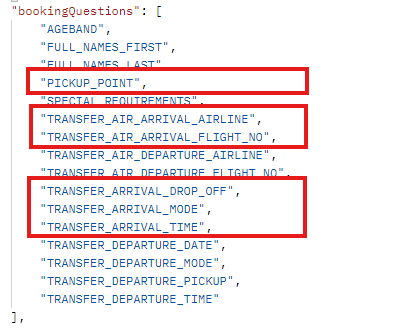 "bookingQuestions": [
"AGEBAND",
"FULL_NAMES_FIRST",
"FULL_NAMES_LAST"
"PICKUP_POINT",
"SPECIAL_REQUIREMENTS",
"TRANSFER_AIR_ARRIVAL_AIRLINE",
"TRANSFER_AIR_ARRIVAL_FLIGHT_NO",
"TRANSFER_AIR_DEPARTURE_AIRLINE",
"TRANSFER_AIR_DEPARTURE_FLIGHT_NO",
"TRANSFER_ARRIVAL_DROP_OFF",
"TRANSFER_ARRIVAL_MODE",
"TRANSFER_ARRIVAL_TIME",
"TRANSFER_DEPARTURE_DATE",
"TRANSFER_DEPARTURE_MODE",
"TRANSFER_DEPARTURE_PICKUP",
"TRANSFER_DEPARTURE_TIME"
],